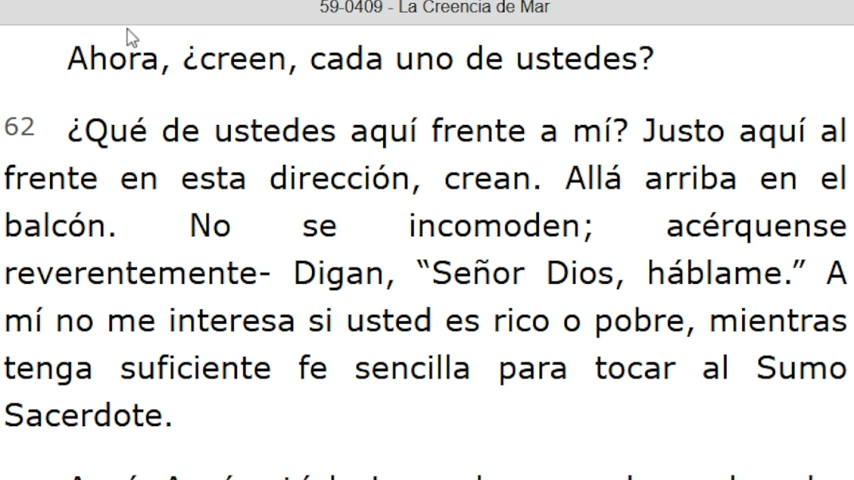 59-0409 - La Creencia de Mar
Ahora, ¿creen, cada uno de ustedes?
62 ¿Qué de ustedes aquí frente a mí? Justo aquí al
frente en esta dirección, crean. Allá arriba en el
balcón. No se incomoden; acérquense
reverentemente- Digan, “Señor Dios, háblame.” A
mí no me interesa si usted es rico o pobre, mientras
tenga suficiente fe sencilla para tocar al Sumo
Sacerdote.